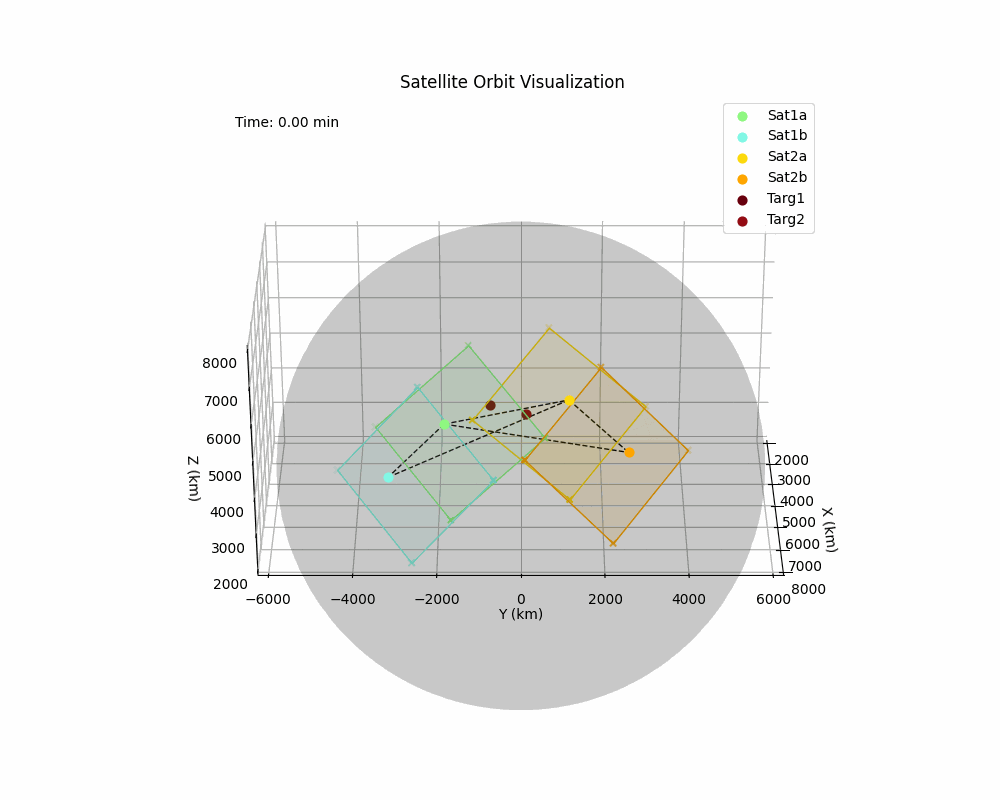 Satellite Orbit Visualization
Time: 0.00 min
Sat1a
Sat1b
Sat2a
Sat2b
Targ1
Targ2
8000
7000
6000
5000
4000
3000
2000
Z (km)
−6000
−4000
−2000
0
2000
4000
6000
Y (km)
2000
3000
4000
5000
6000
7000
8000
X (km)